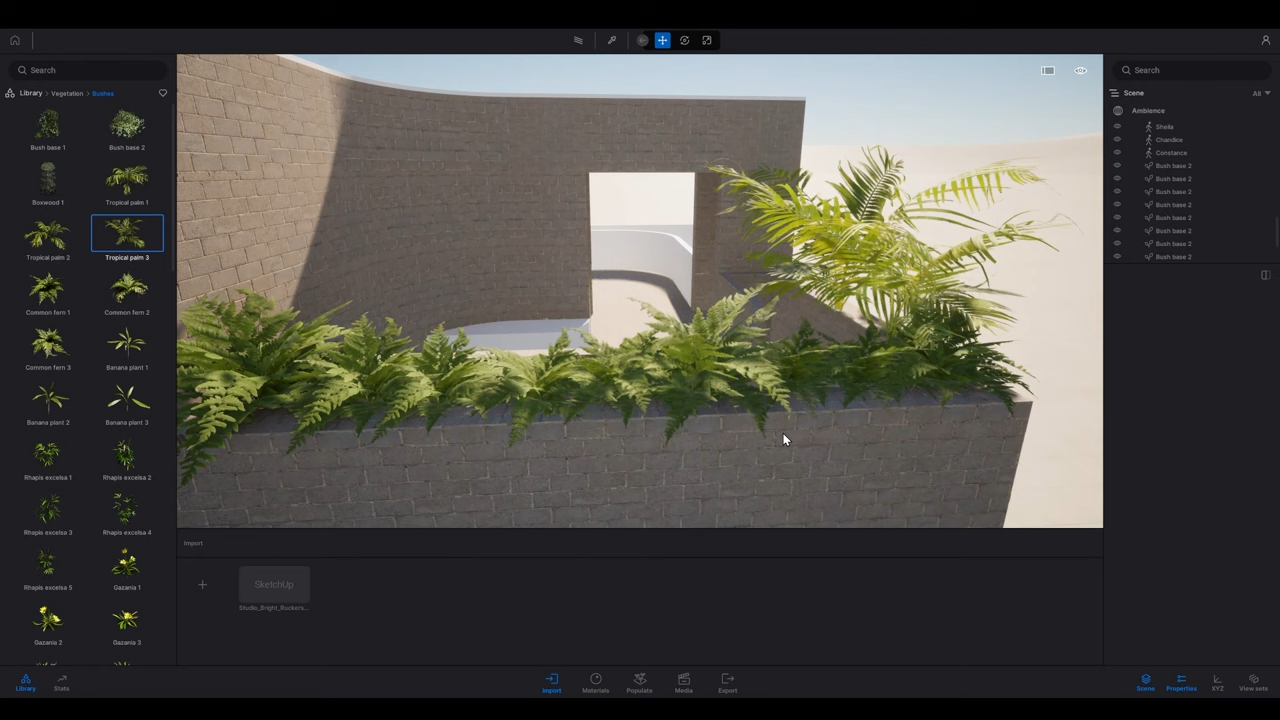 Search
Library > Vegetation > Bushes
Bush base 1
Bush base 2
Boxwood 1
Tropical palm 1
Tropical palm 2
Tropical palm 3
Common fern 1
Common fern 2
Common fern 3
Banana plant 1
Banana plant 2
Banana plant 3
Rhapis excelsa 1
Rhapis excelsa 2
Rhapis excelsa 3
Rhapis excelsa 4
Rhapis excelsa 5
Gazania 1
Gazania 2
Gazania 3
Search
Scene All
Ambience
Sheila
Chandice
Constance
Bush base 2
Bush base 2
Bush base 2
Bush base 2
Bush base 2
Bush base 2
Bush base 2
Bush base 2
Import
SketchUp
Studio_Bright_Ruckers...
Library
Stats
Import
Materials
Populate
Media
Export
Scene
Properties
XYZ
View sets